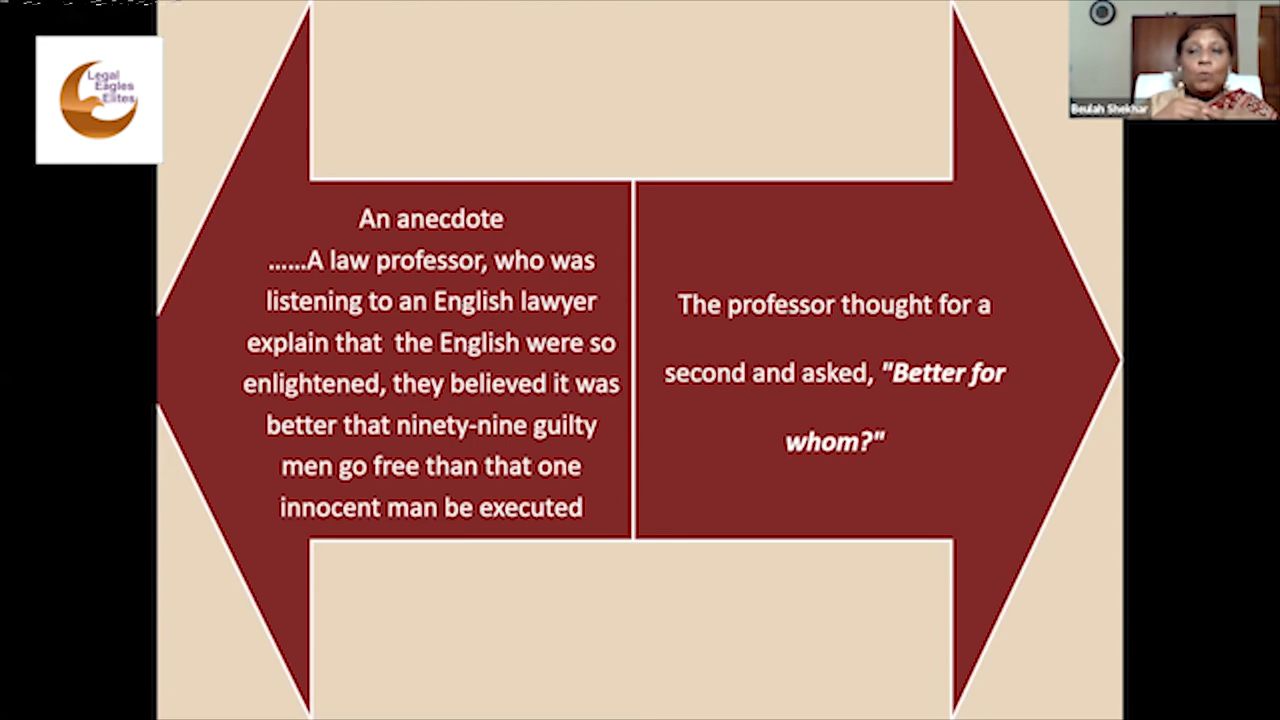 Legal
Eagles
Elites
Beulah Shekhar
An anecdote
......A law professor, who was
listening to an English lawyer
explain that the English were so
enlightened, they believed it was
better that ninety-nine guilty
men go free than that one
innocent man be executed
The professor thought for a
second and asked, "Better for
whom?"